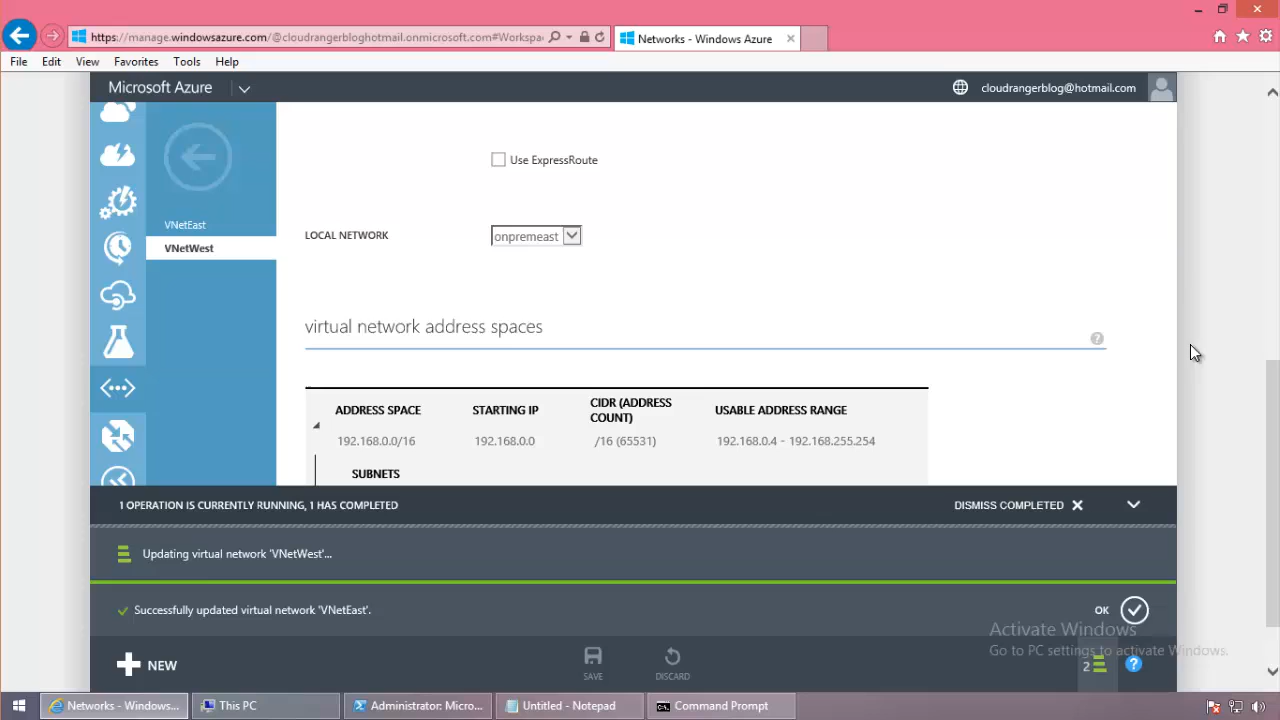 https://manage.windowsazure.com/@cloudrangerbloghotmail.onmicrosoft.com#Workspa
Networks - Windows Azure
File Edit View Favorites Tools Help
Microsoft Azure
cloudrangerblog@hotmail.com
Use ExpressRoute
VNetEast
LOCAL NETWORK
onpremeast
VNetWest
virtual network address spaces
?
ADDRESS SPACE STARTING IP CIDR (ADDRESS COUNT) USABLE ADDRESS RANGE
192.168.0.0/16 192.168.0.0 /16 (65531) 192.168.0.4 - 192.168.255.254
SUBNETS
1 OPERATION IS CURRENTLY RUNNING, 1 HAS COMPLETED
DISMISS COMPLETED
Updating virtual network 'VNetWest'...
Successfully updated virtual network 'VNetEast'.
OK
Activate Windows
Go to PC settings to activate Windows.
NEW
SAVE
DISCARD
2
?
Networks - Windows...
This PC
Administrator: Micro...
Untitled - Notepad
Command Prompt